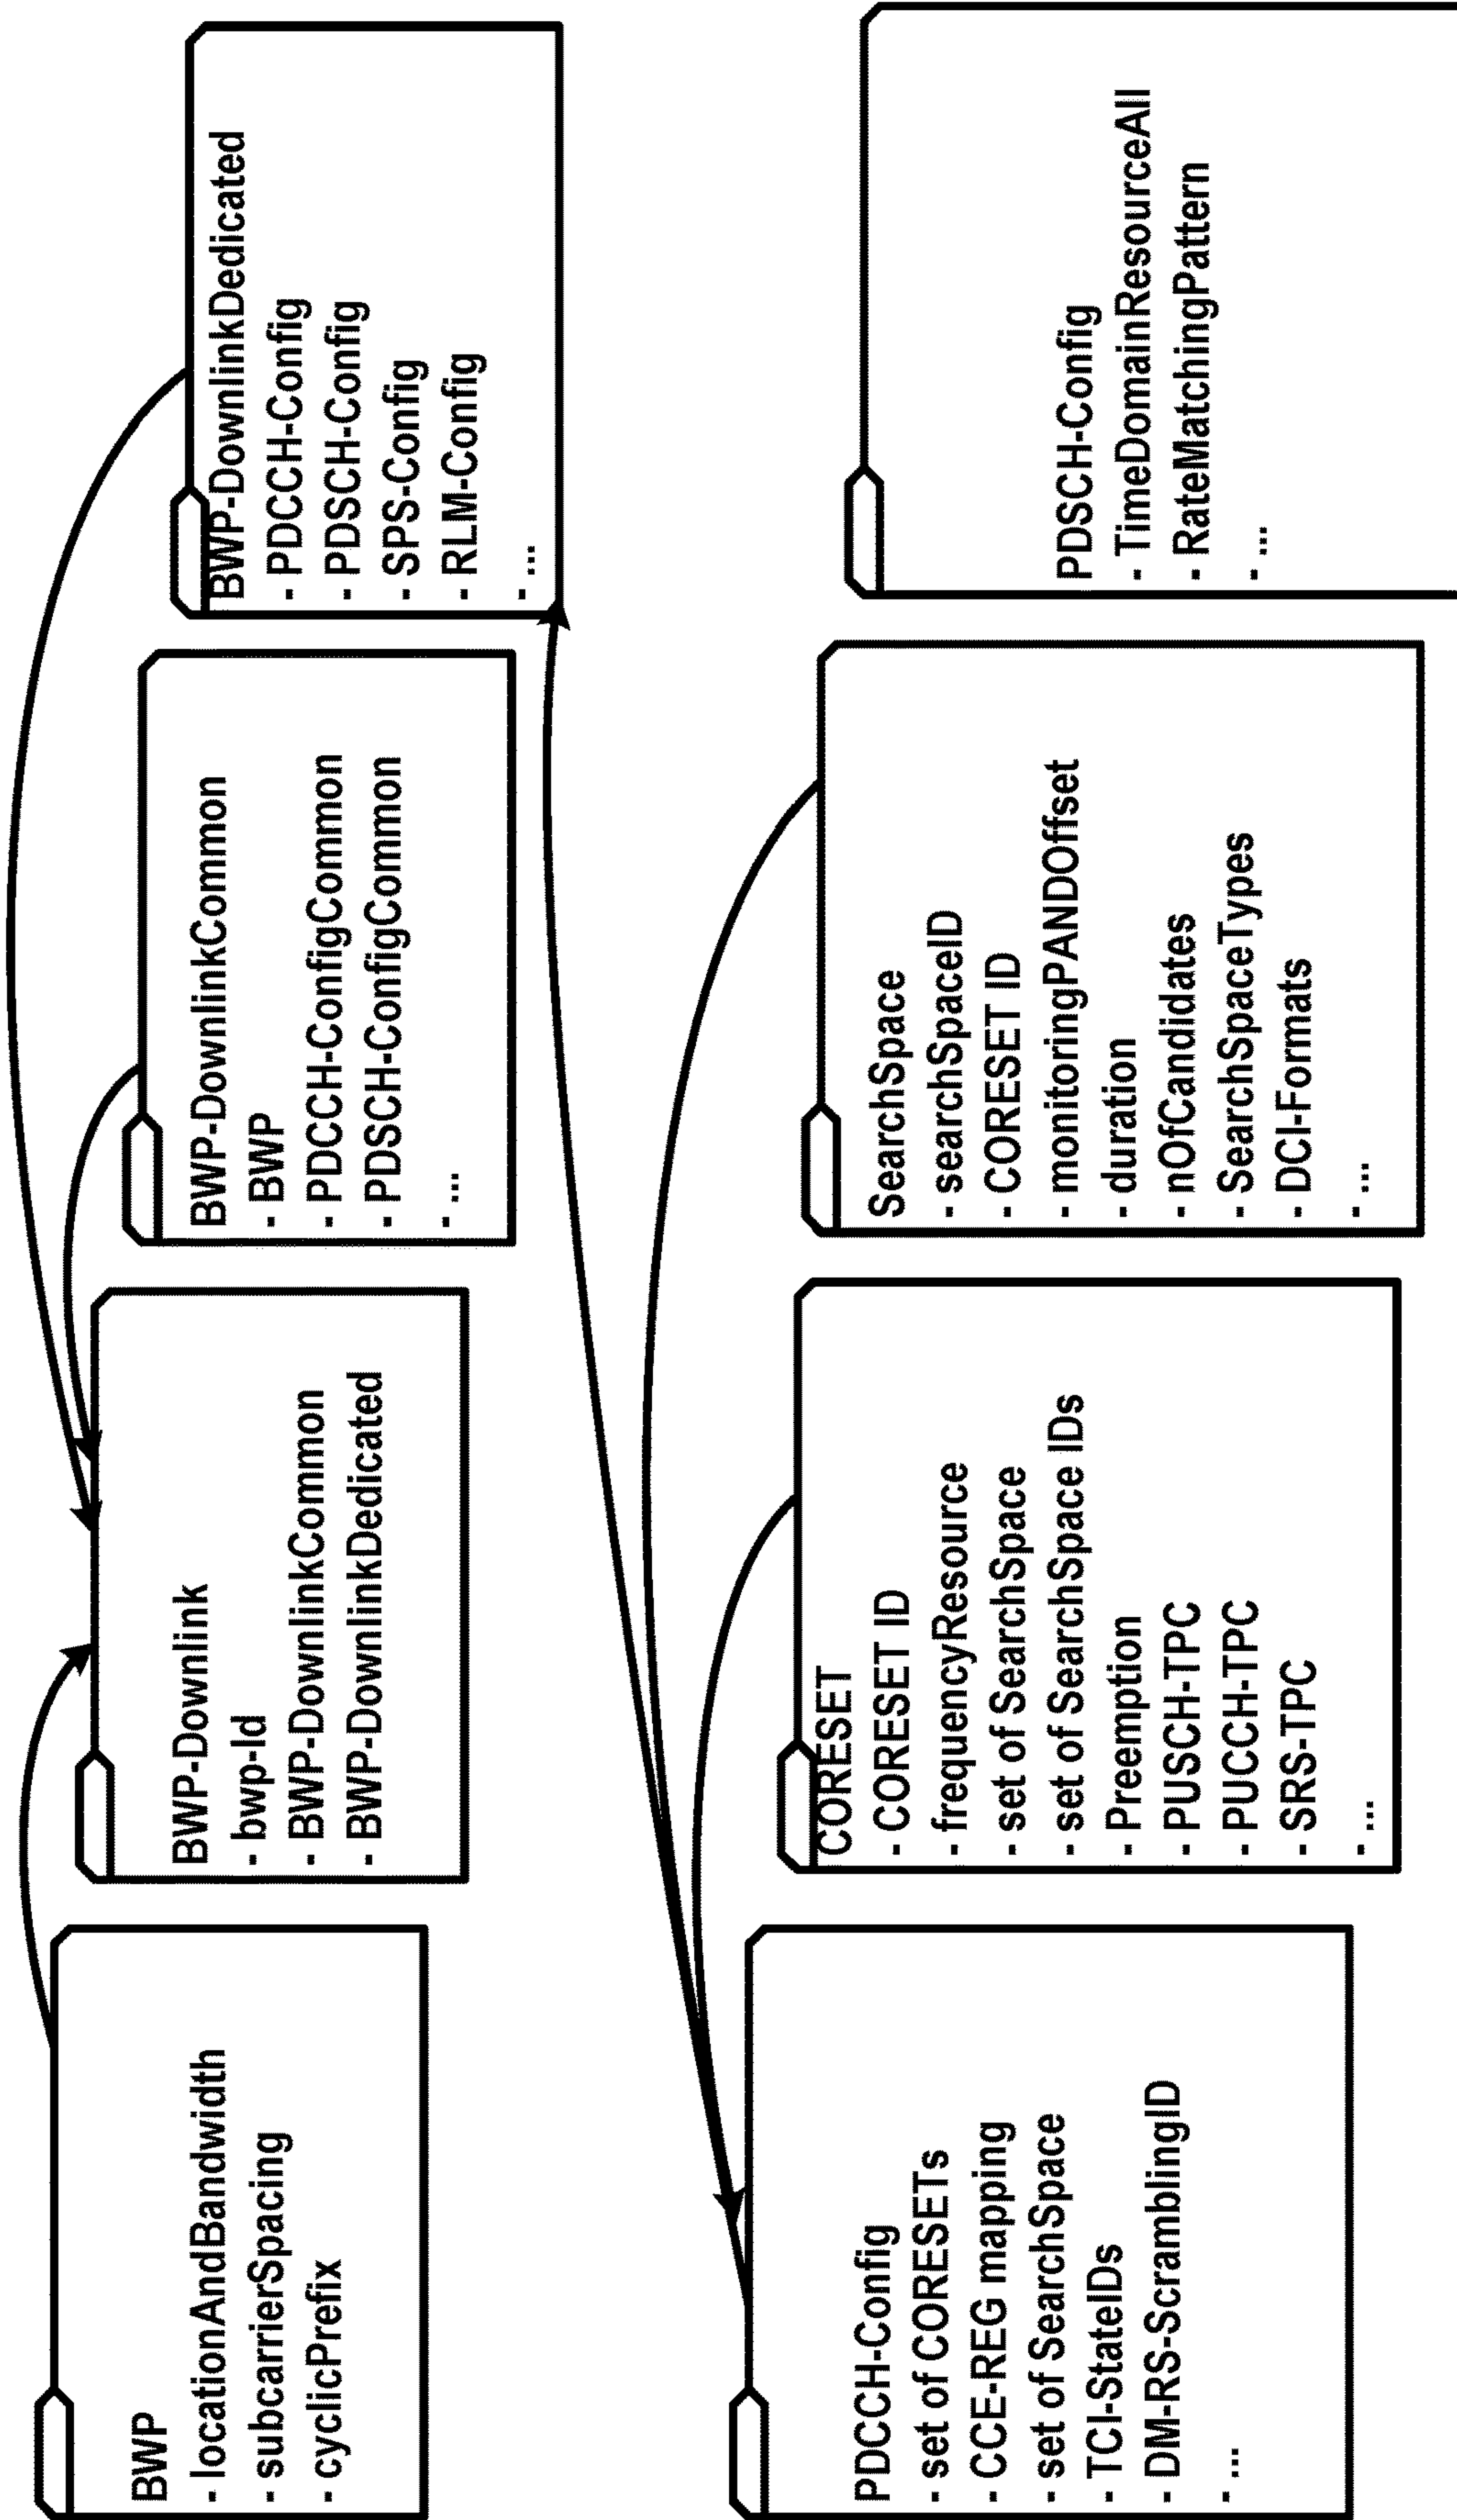 BWP
- locationAndBandwidth
- subcarrierSpacing
- cyclicPrefix
BWP-Downlink
- bwp-Id
- BWP-DownlinkCommon
- BWP-DownlinkDedicated
BWP-DownlinkCommon
- BWP
- PDCCH-ConfigCommon
- PDSCH-ConfigCommon
- ...
BWP-DownlinkDedicated
- PDCCH-Config
- PDSCH-Config
- SPS-Config
- RLM-Config
- ...
PDCCH-Config
- set of CORESETs
- CCE-REG mapping
- set of SearchSpace
- TCI-StateIDs
- DM-RS-ScramblingID
- ...
CORESET
- CORESET ID
- frequencyResource
- set of SearchSpace
- set of SearchSpace IDs
- Preemption
- PUSCH-TPC
- PUCCH-TPC
- SRS-TPC
- ...
SearchSpace
- searchSpaceID
- CORESET ID
- monitoringPANDOffset
- duration
- nOfCandidates
- SearchSpaceTypes
- DCI-Formats
- ...
PDSCH-Config
- TimeDomainResourceAll
- RateMatchingPattern
- ...